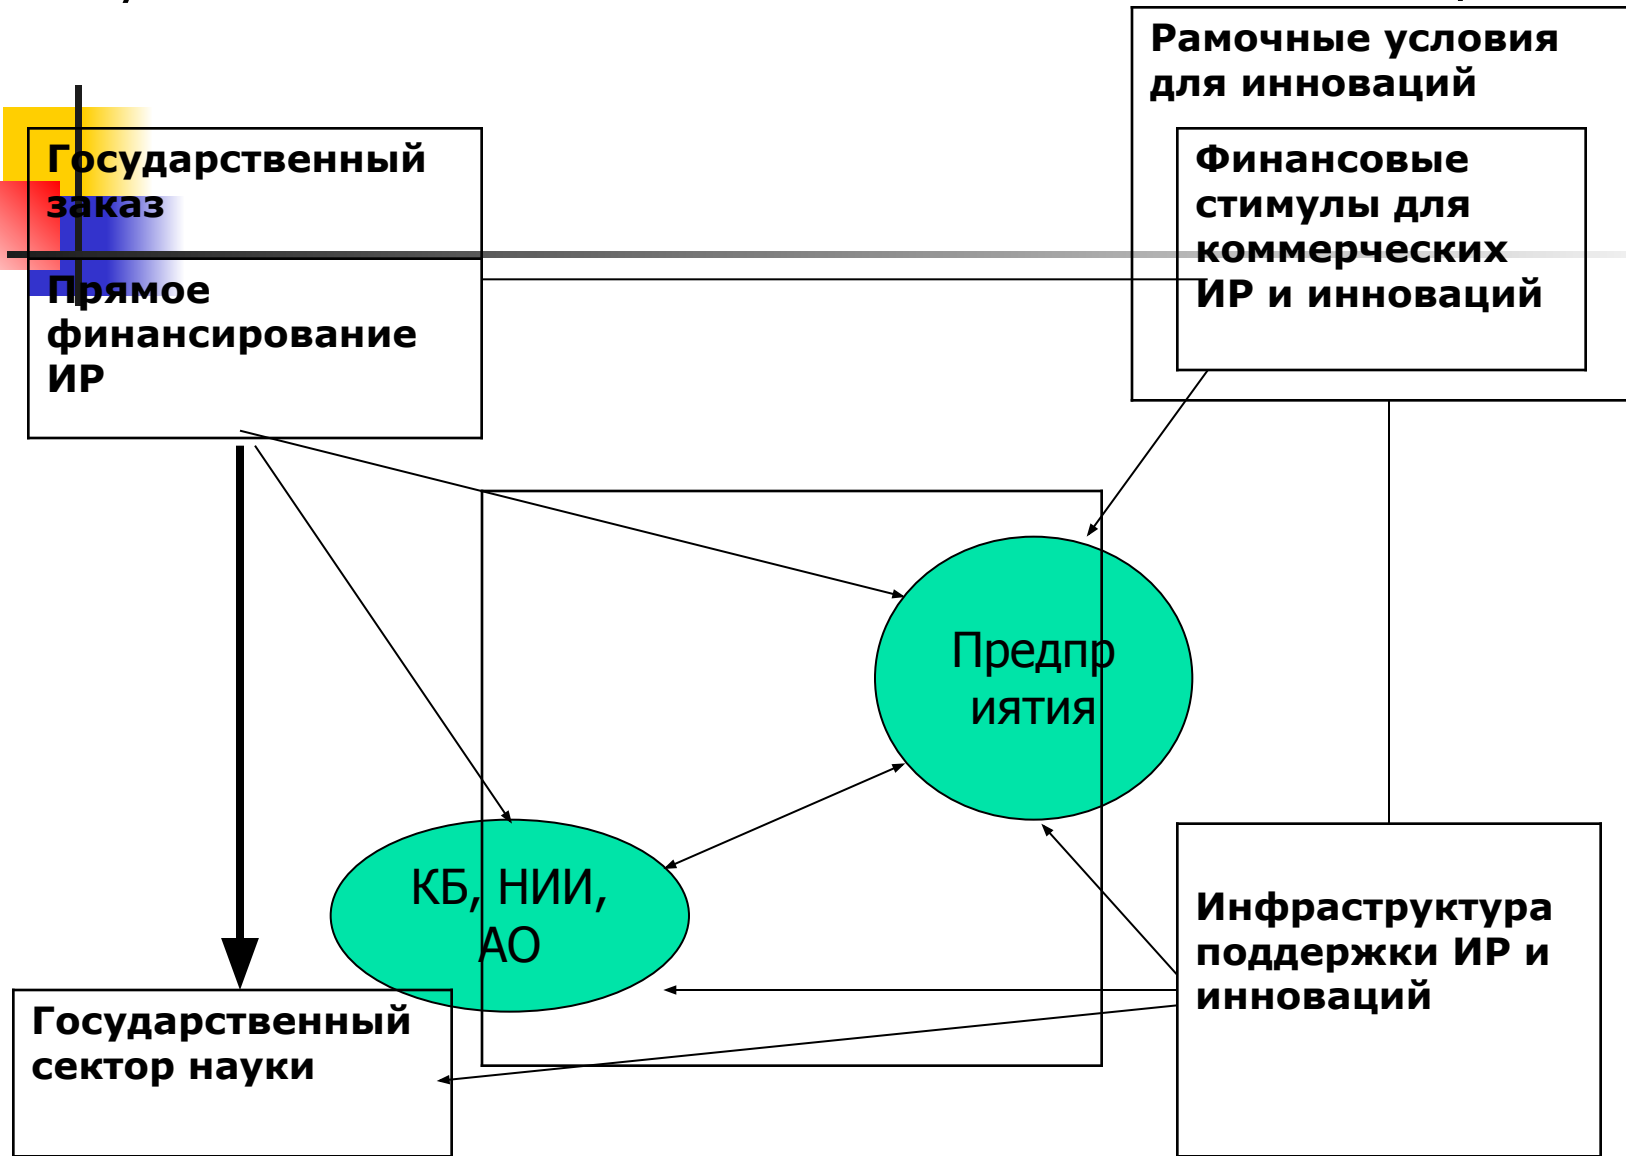 Рамочные условия
для инноваций
Государственный
заказ
Финансовые
стимулы для
коммерческих
ИР и инноваций
Прямое
финансирование
ИР
Предпр
иятия
КБ, НИИ,
АО
Инфраструктура
поддержки ИР и
инноваций
Государственный
сектор науки